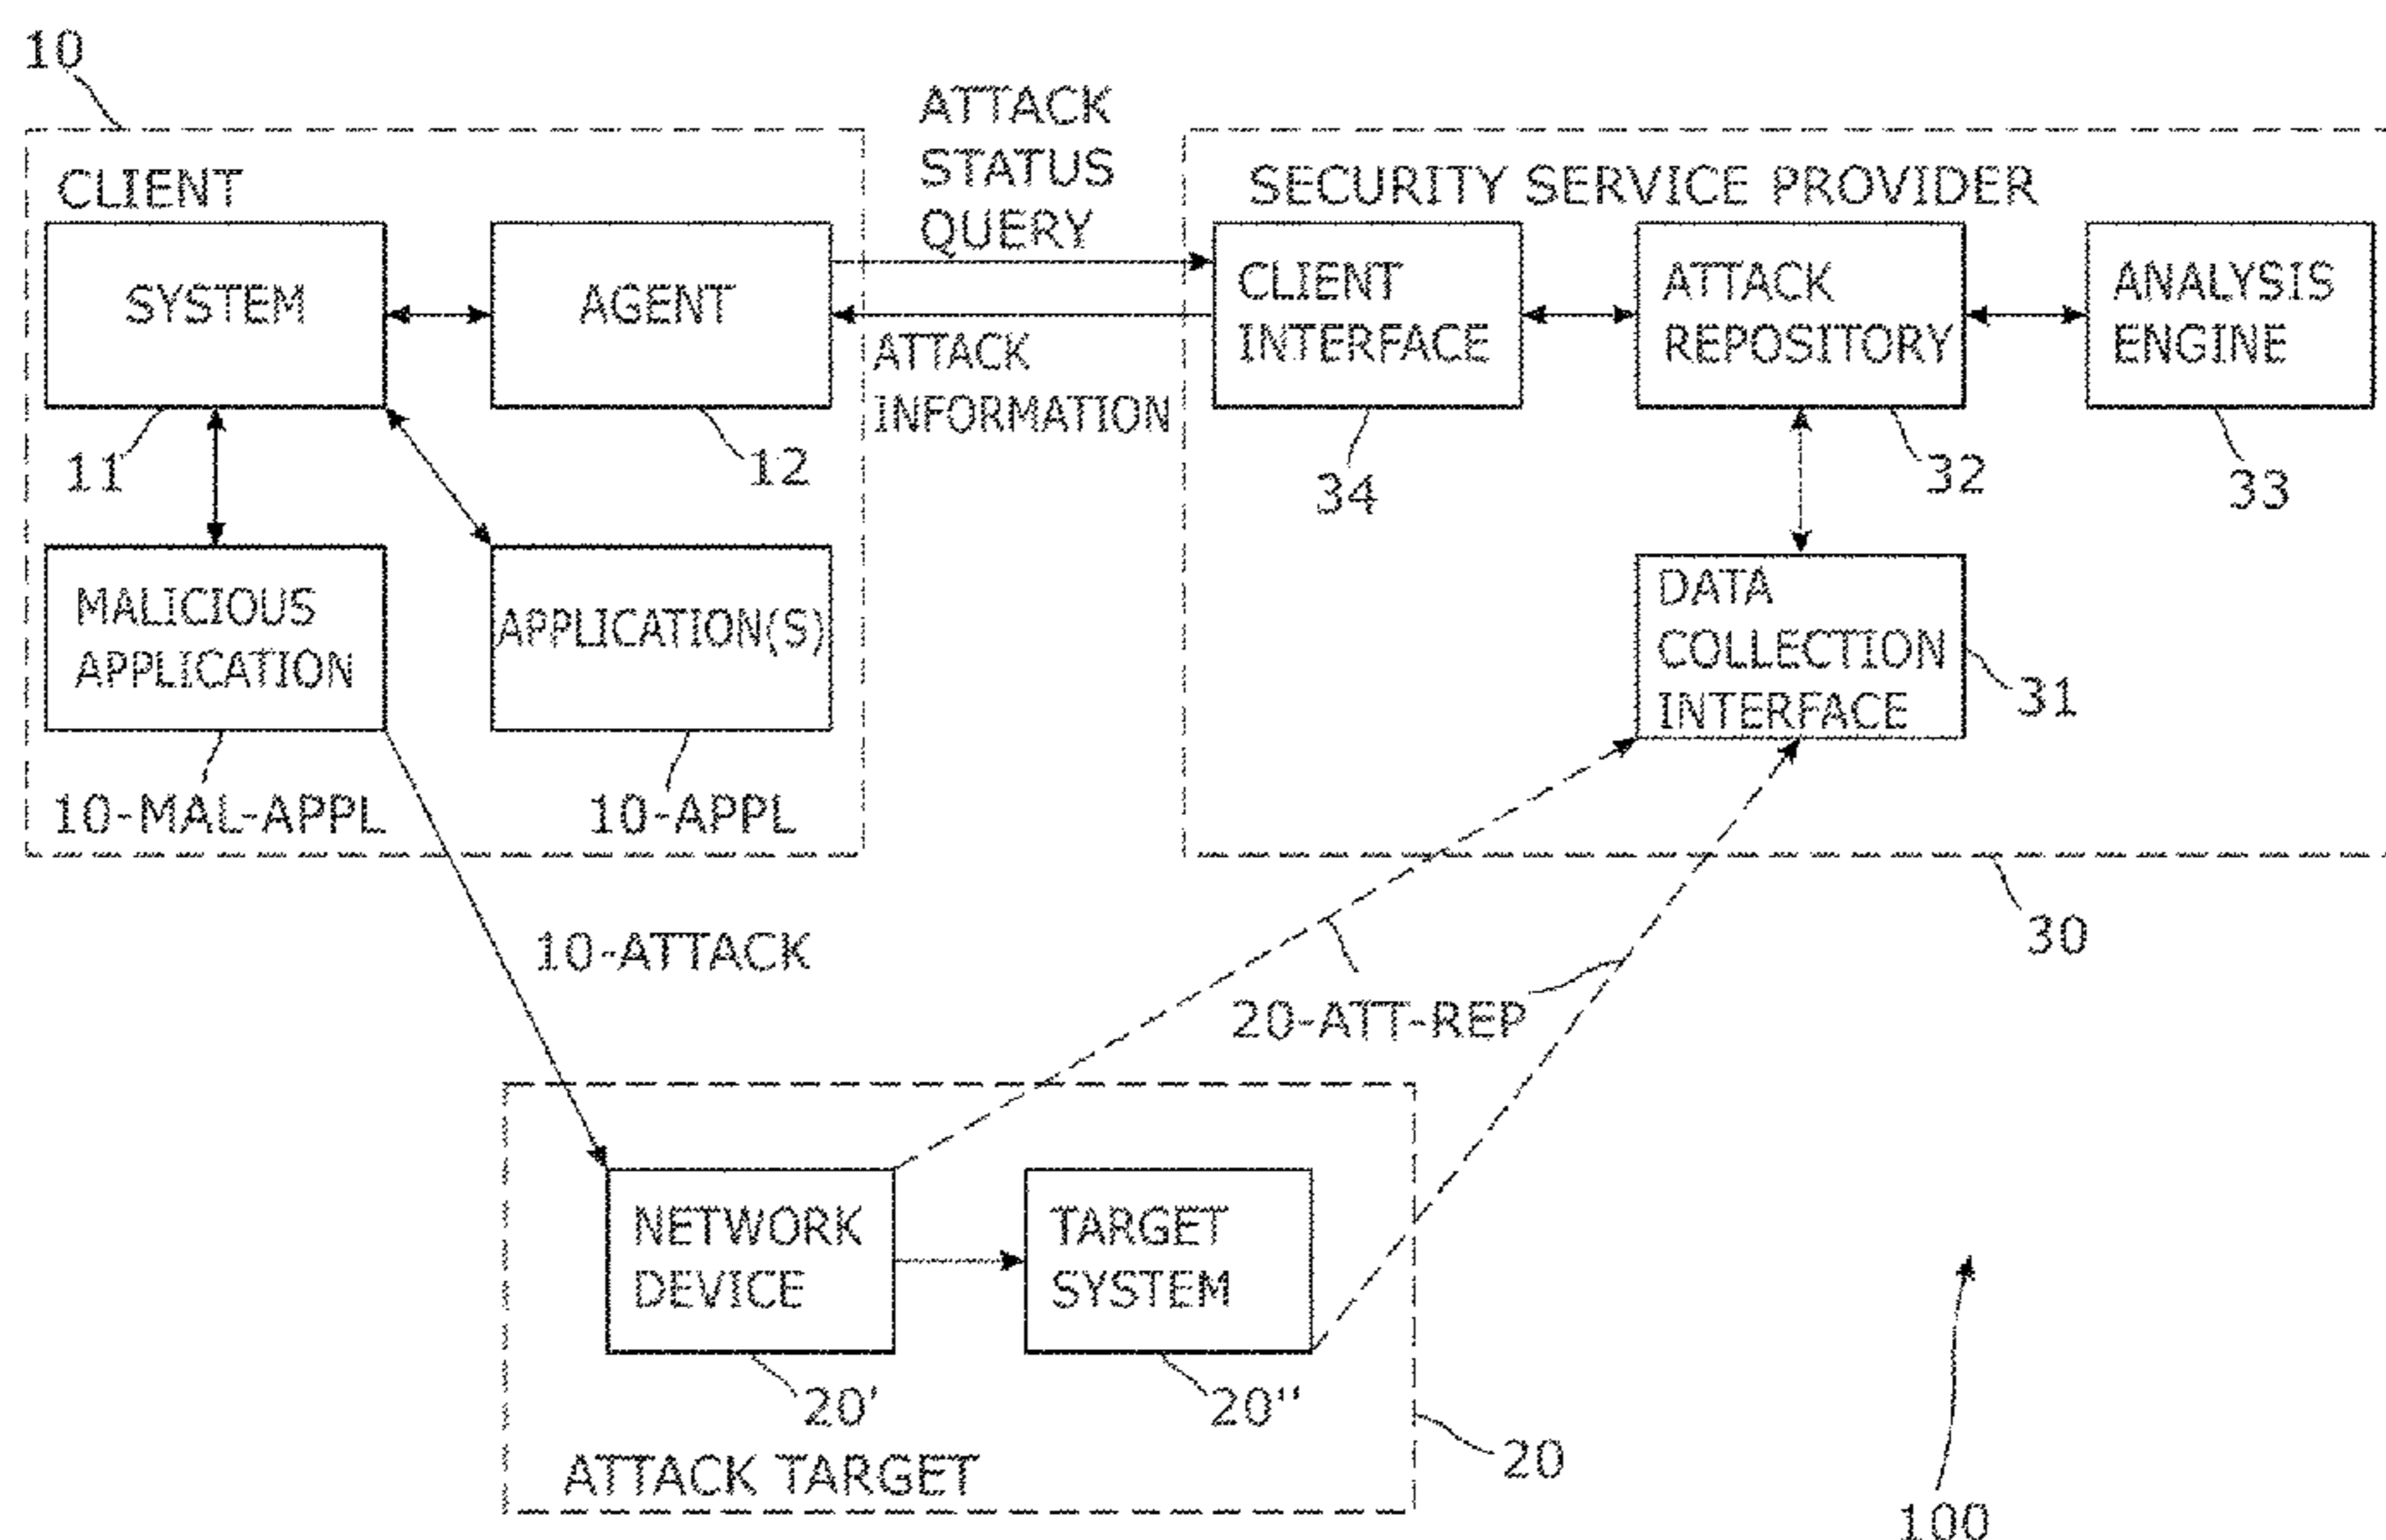 10
CLIENT
SYSTEM
11
AGENT
12
MALICIOUS
APPLICATION
10-MAL-APPL
APPLICATION(S)
10-APPL
ATTACK
STATUS
QUERY
ATTACK
INFORMATION
SECURITY SERVICE PROVIDER
CLIENT
INTERFACE
34
ATTACK
REPOSITORY
32
ANALYSIS
ENGINE
33
DATA
COLLECTION
INTERFACE
31
30
10-ATTACK
20-ATT-REP
NETWORK
DEVICE
20'
TARGET
SYSTEM
20"
ATTACK TARGET
20
100